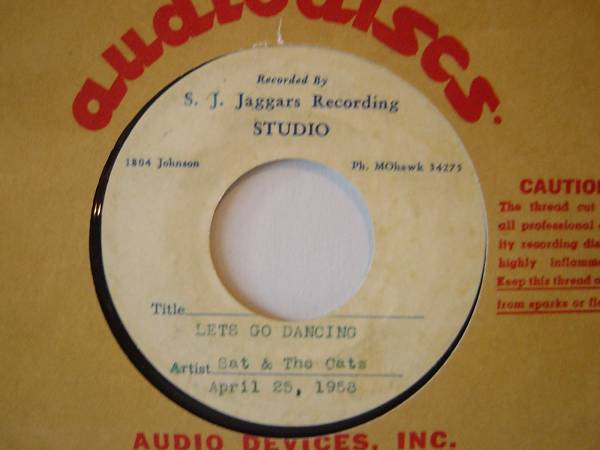 audiodiscs.
Recorded By
S. J. Jaggars Recording
STUDIO
1804 Johnson Ph. MOhawk 34275
Title
LETS GO DANCING
Artist Sat & The Cats
April 25, 1958
CAUTIO
The thread cut
all professional
ity recording dis
highly inflamm
Keep this thread
from sparks or fl
AUDIO DEVICES, INC.